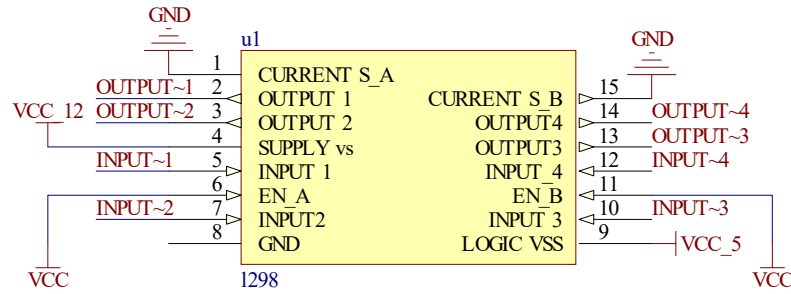 GND
u1
GND
1
CURRENT S_A
15
OUTPUT~1
2
OUTPUT 1
CURRENT S_B
14
OUTPUT~4
VCC_12
OUTPUT~2
3
OUTPUT 2
OUTPUT4
13
OUTPUT~3
4
SUPPLY vs
OUTPUT3
12
INPUT~4
INPUT~1
5
INPUT 1
INPUT_4
11
6
EN_A
EN_B
10
INPUT~3
INPUT~2
7
INPUT2
INPUT 3
9
8
GND
LOGIC VSS
VCC_5
VCC
l298
VCC